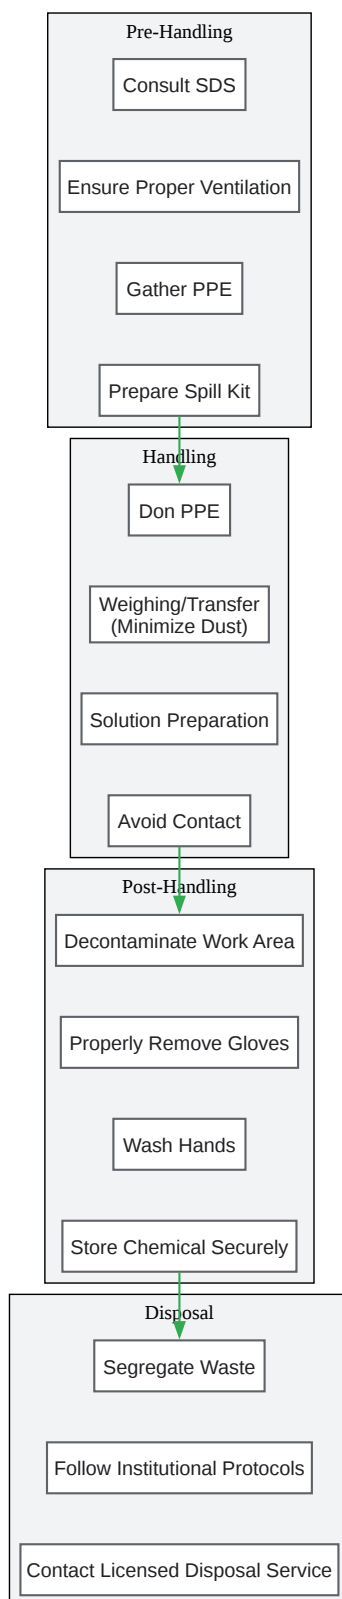 Pre-Handling
Consult SDS
Ensure Proper Ventilation
Gather PPE
Prepare Spill Kit
Handling
Don PPE
Weighing/Transfer
(Minimize Dust)
Solution Preparation
Avoid Contact
Post-Handling
Decontaminate Work Area
Properly Remove Gloves
Wash Hands
Store Chemical Securely
Disposal
Segregate Waste
Follow Institutional Protocols
Contact Licensed Disposal Service